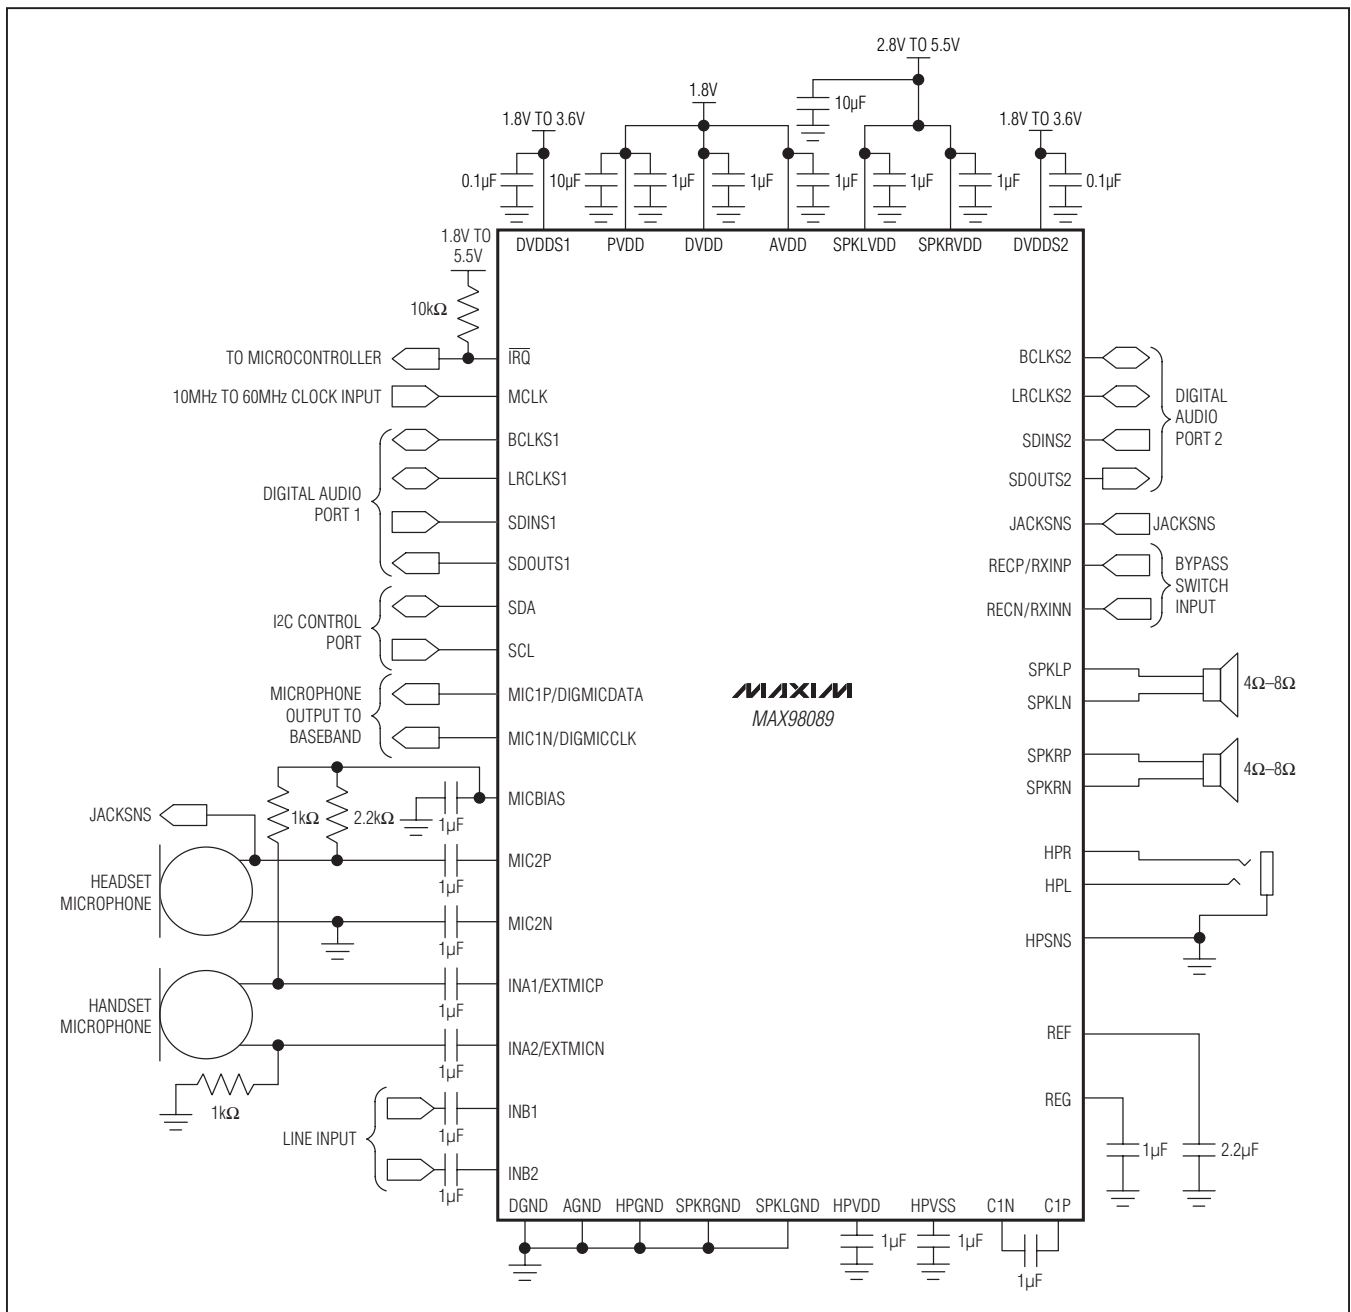 2.8V TO 5.5V
1.8V
10µF
1.8V TO 3.6V
1.8V TO 3.6V
0.1µF
10µF
1µF
1µF
1µF
1µF
1µF
0.1µF
1.8V TO
5.5V
DVDDS1
PVDD
DVDD
AVDD
SPKLVDD
SPKRVDD
DVDDS2
10kΩ
TO MICROCONTROLLER
IRQ
10MHz TO 60MHz CLOCK INPUT
MCLK
DIGITAL AUDIO
PORT 1
BCLKS1
LRCLKS1
SDINS1
SDOUTS1
I2C CONTROL
PORT
SDA
SCL
MICROPHONE
OUTPUT TO
BASEBAND
MIC1P/DIGMICDATA
MIC1N/DIGMICCLK
MICBIAS
1µF
1kΩ
2.2kΩ
JACKSNS
HEADSET
MICROPHONE
MIC2P
1µF
MIC2N
1µF
HANDSET
MICROPHONE
INA1/EXTMICP
1µF
INA2/EXTMICN
1µF
1kΩ
LINE INPUT
INB1
1µF
INB2
1µF
MAXIM
MAX98089
BCLKS2
LRCLKS2
SDINS2
SDOUTS2
DIGITAL
AUDIO
PORT 2
JACKSNS
JACKSNS
RECP/RXINP
RECN/RXINN
BYPASS
SWITCH
INPUT
SPKLP
SPKLN
4Ω–8Ω
SPKRP
SPKRN
4Ω–8Ω
HPR
HPL
HPSNS
REF
REG
1µF
2.2µF
DGND
AGND
HPGND
SPKRGND
SPKLGND
HPVDD
HPVSS
C1N
C1P
1µF
1µF
1µF